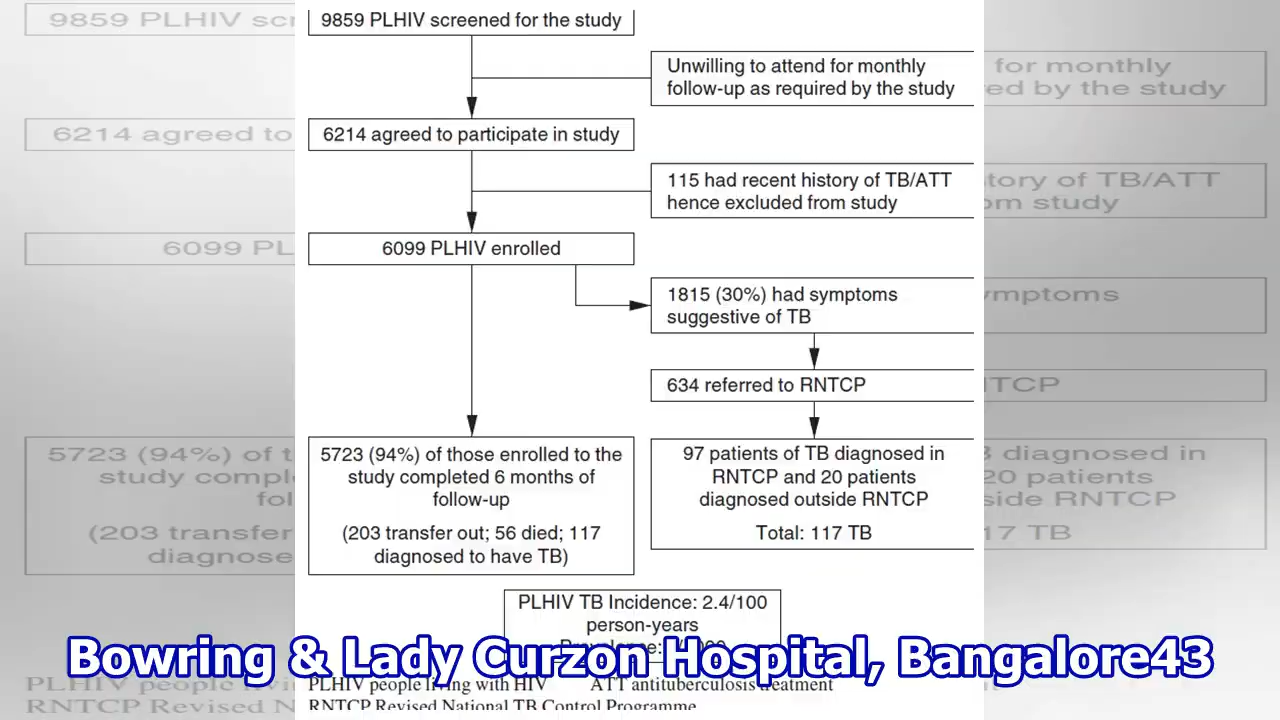 9859 PLHIV screened for the study
Unwilling to attend for monthly
follow-up as required by the study
6214 agreed to participate in study
115 had recent history of TB/ATT
hence excluded from study
6099 PLHIV enrolled
1815 (30%) had symptoms
suggestive of TB
634 referred to RNTCP
5723 (94%) of those enrolled to the
study completed 6 months of
follow-up
(203 transfer out; 56 died; 117
diagnosed to have TB)
97 patients of TB diagnosed in
RNTCP and 20 patients
diagnosed outside RNTCP
Total: 117 TB
PLHIV TB Incidence: 2.4/100
person-years
Bowring & Lady Curzon Hospital, Bangalore43
PLHIV people living with HIV ATT antituberculosis treatment
RNTCP Revised National TB Control Programme